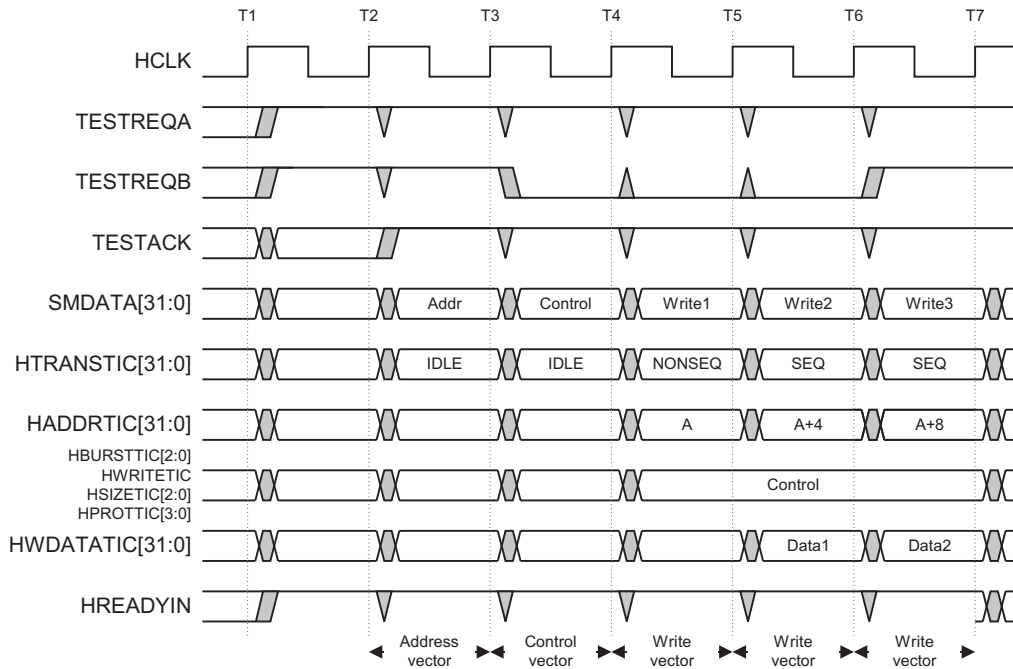 T1 T2 T3 T4 T5 T6 T7
HCLK
TESTREQA
TESTREQB
TESTACK
SMDATA[31:0] Addr Control Write1 Write2 Write3
HTRANSTIC[31:0] IDLE IDLE NONSEQ SEQ SEQ
HADDRTIC[31:0] A A+4 A+8
HBURSTTIC[2:0]
HWRITETIC
HSIZETIC[2:0]
HPROTTIC[3:0]
Control
HWDATATIC[31:0] Data1 Data2
HREADYIN
Address Control Write Write Write
vector vector vector vector vector